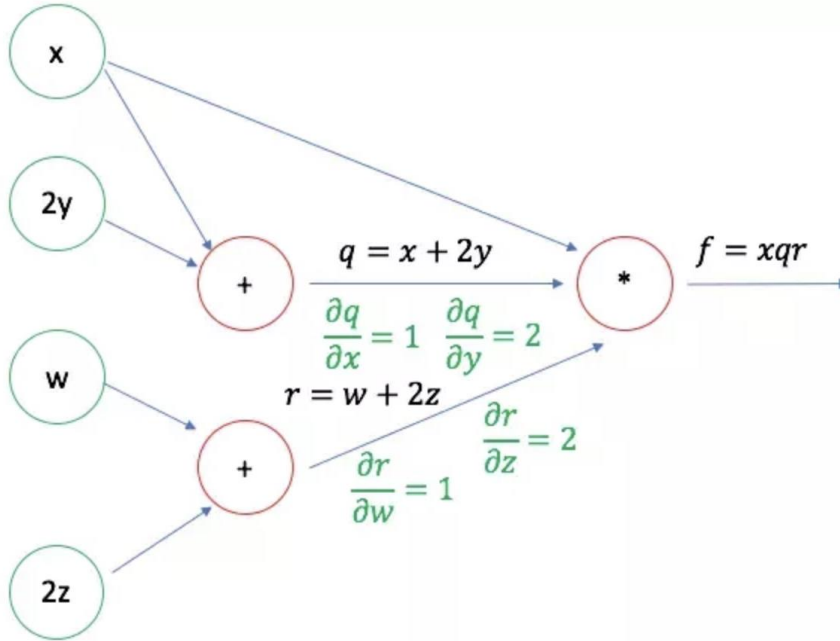 x
2y
+
q = x + 2y
*
f = xqr
∂q/∂x = 1 ∂q/∂y = 2
w
r = w + 2z
+
∂r/∂z = 2
∂r/∂w = 1
2z